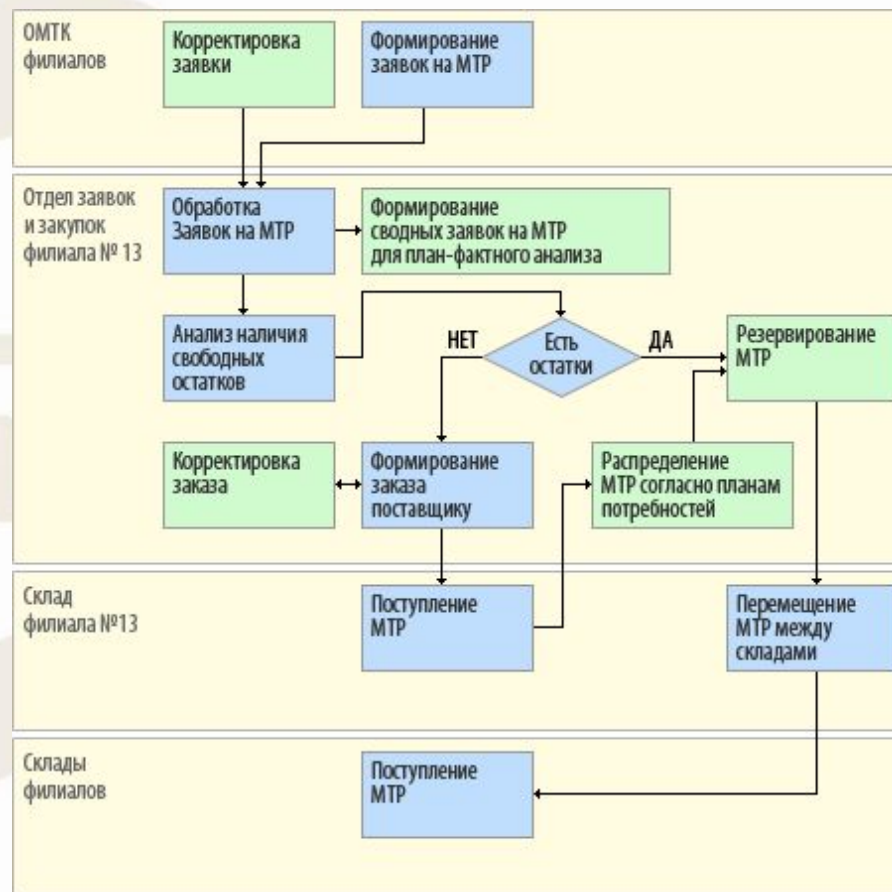 ОМТК
филиалов
Корректировка
заявки
Формирование
заявок на МТР
Отдел заявок
и закупок
филиала № 13
Обработка
Заявок на МТР
Формирование
сводных заявок на МТР
для план-фактного анализа
Анализ наличия
свободных
остатков
НЕТ
Есть
остатки
ДА
Резервирование
МТР
Корректировка
заказа
Формирование
заказа
поставщику
Распределение
МТР согласно планам
потребностей
Склад
филиала №13
Поступление
МТР
Перемещение
МТР между
складами
Склады
филиалов
Поступление
МТР